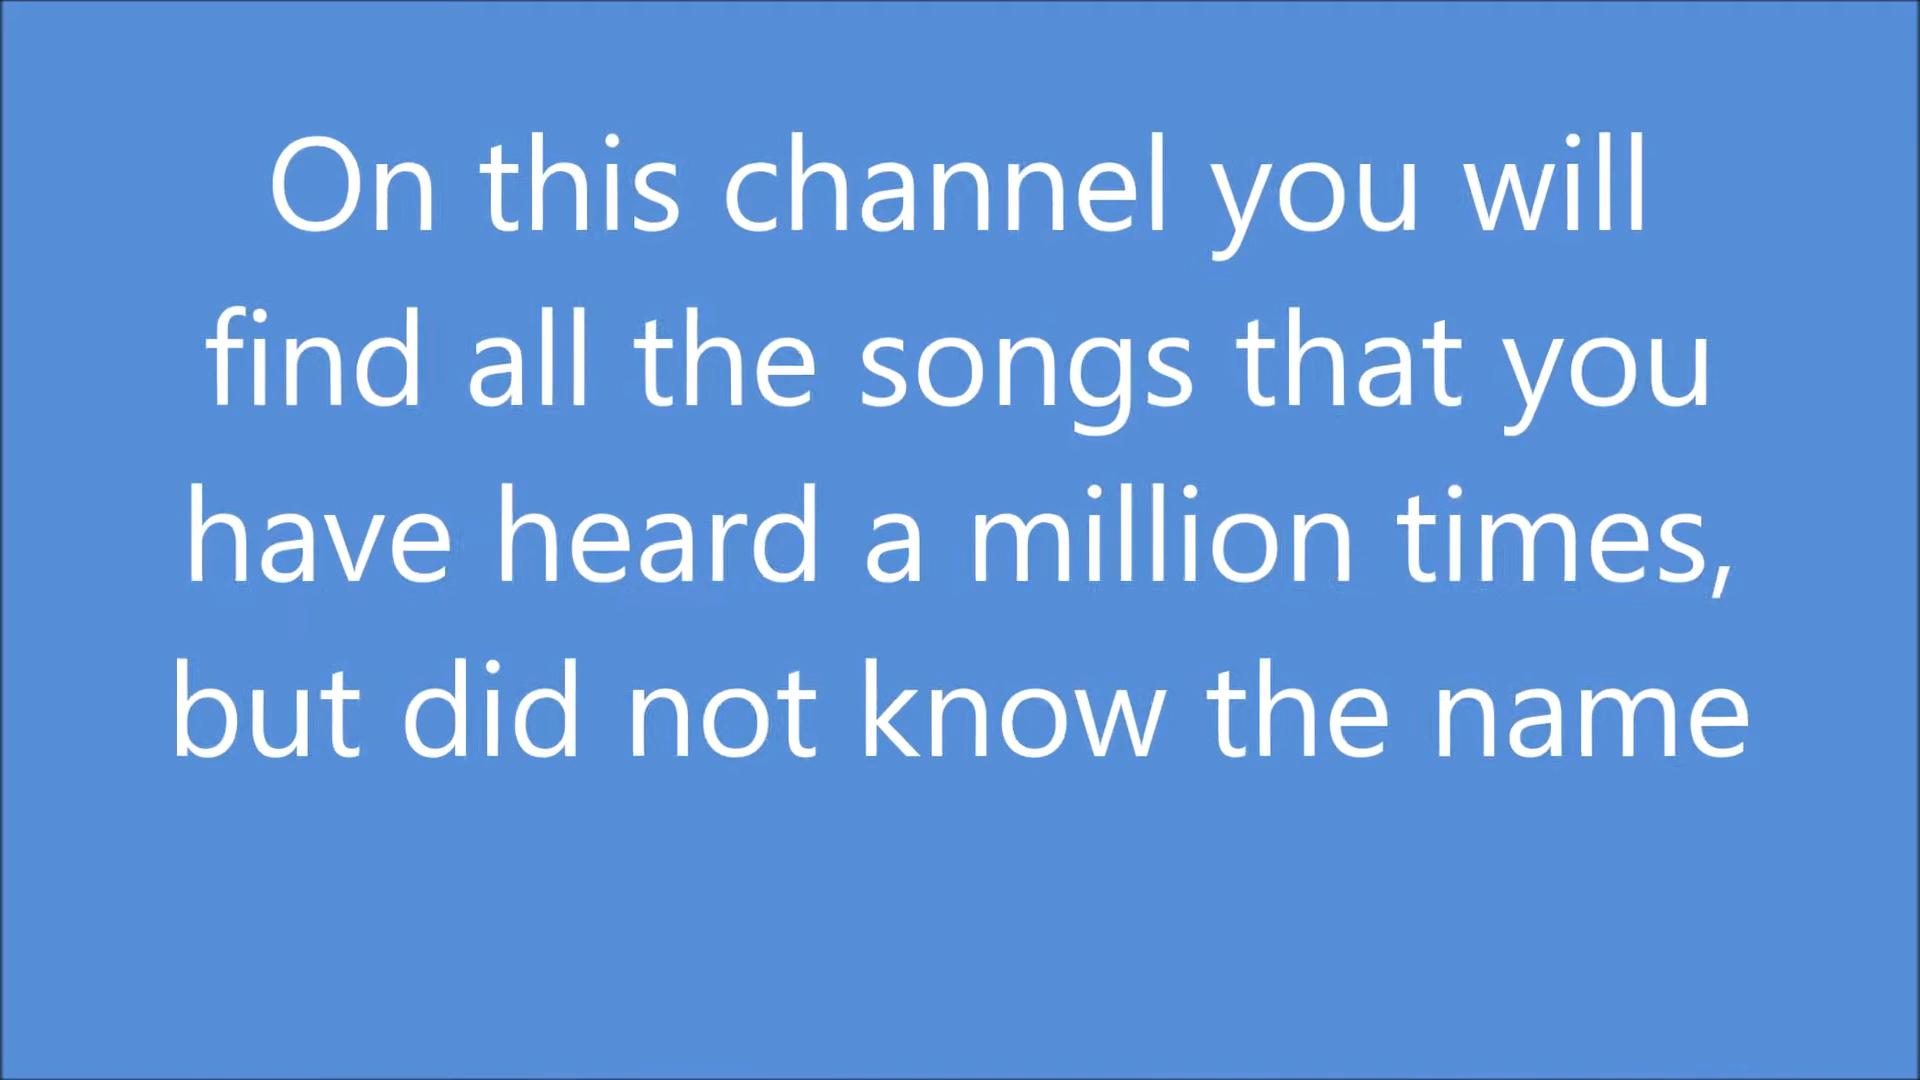 On this channel you will
find all the songs that you
have heard a million times,
but did not know the name